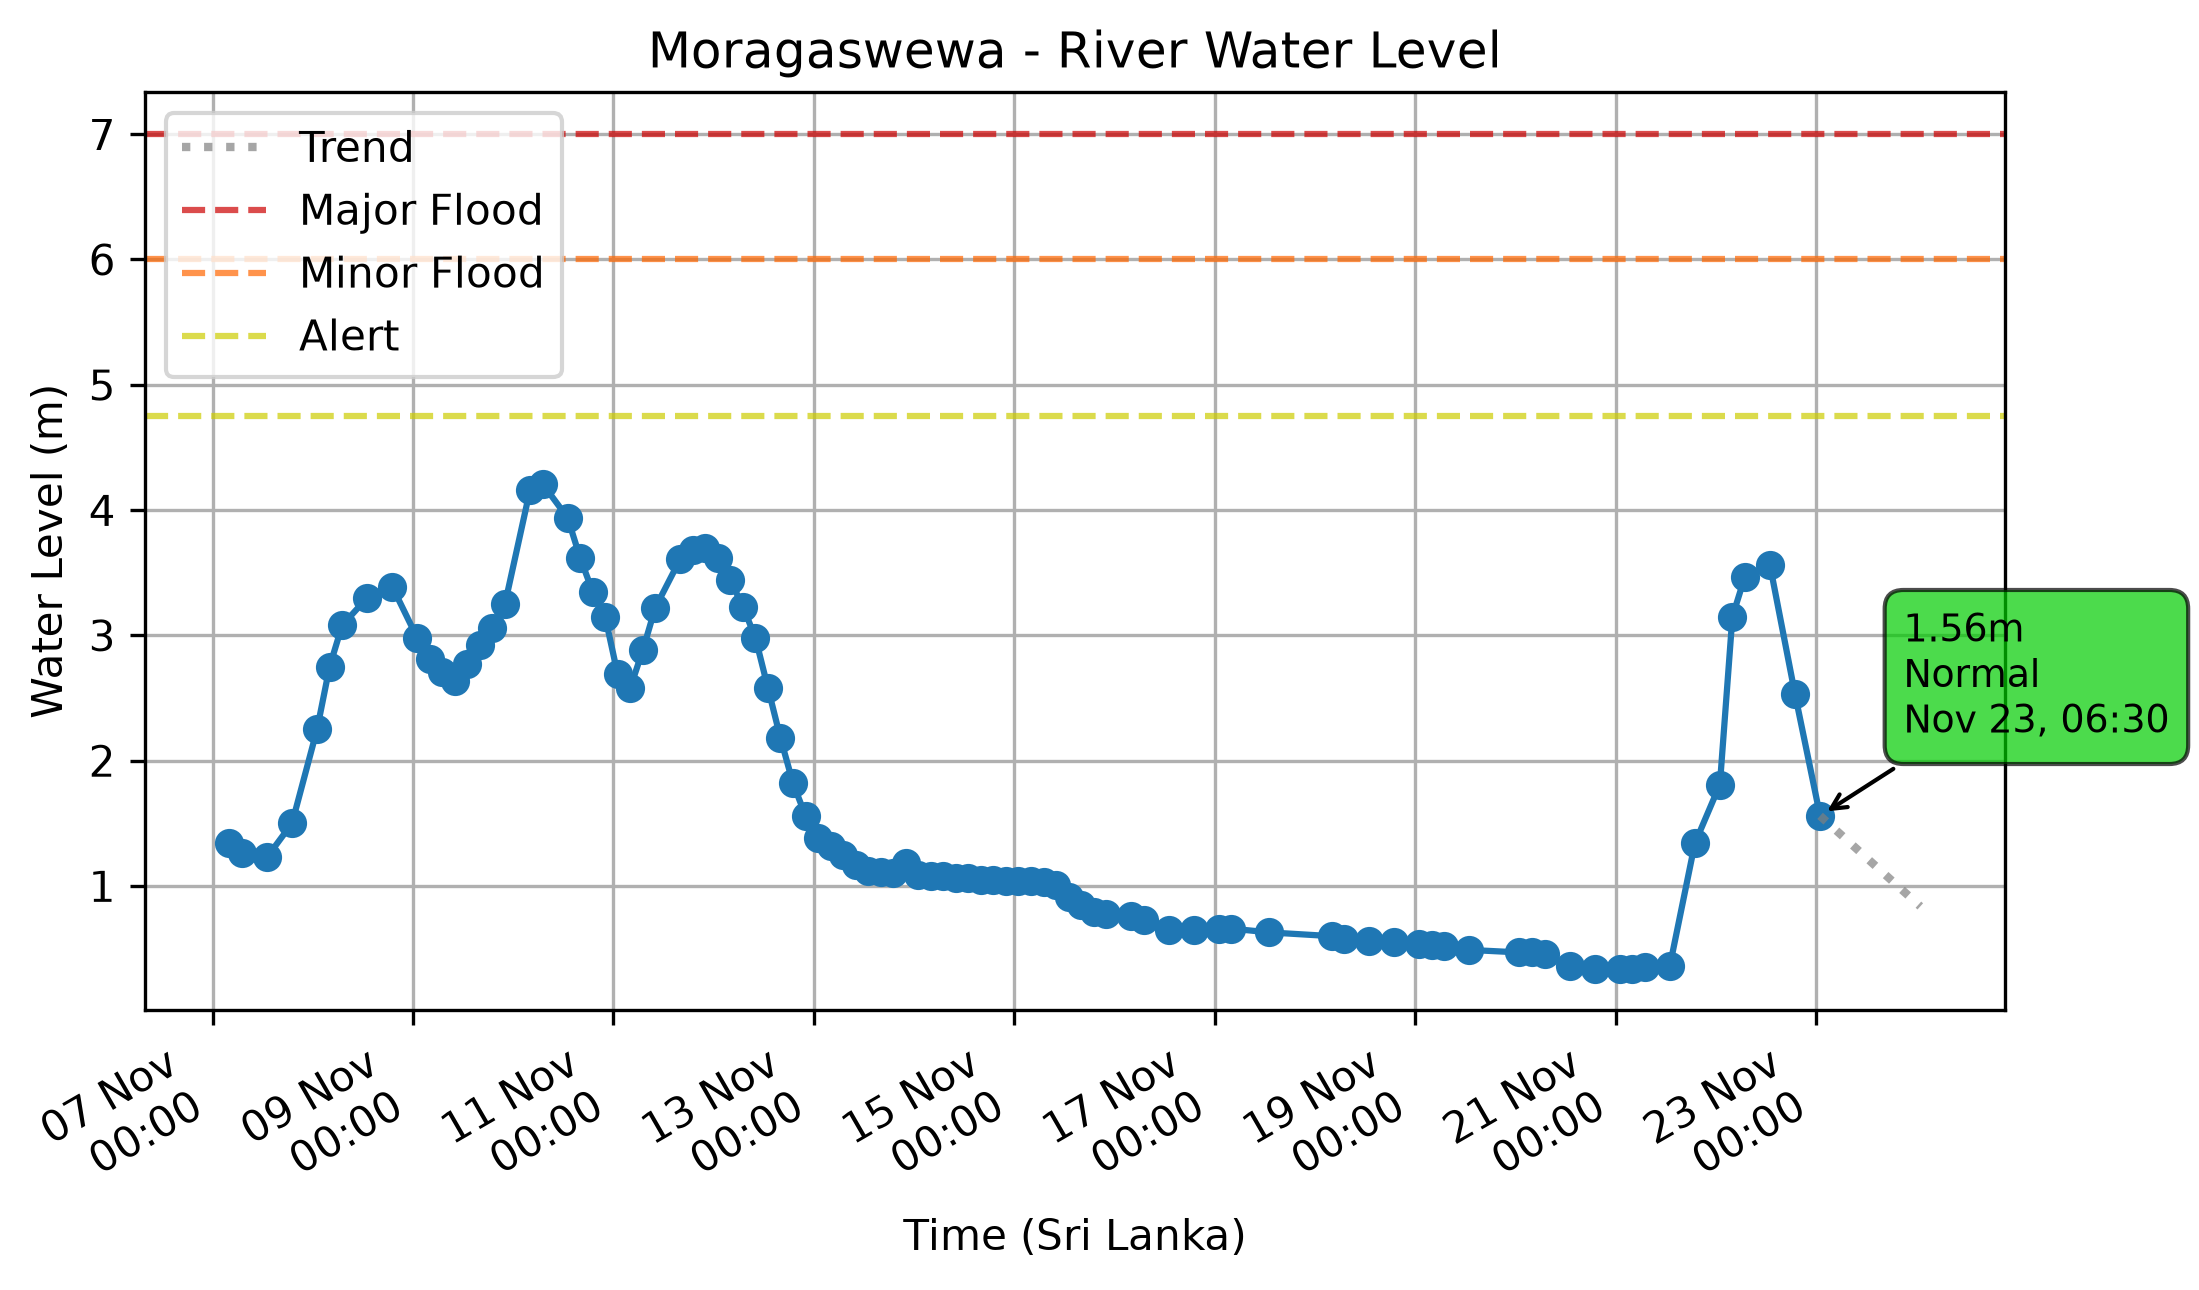 Moragaswewa - River Water Level
Trend
Major Flood
Minor Flood
Alert
7
6
5
4
3
2
1
Water Level (m)
1.56m
Normal
Nov 23, 06:30
07 Nov
00:00
09 Nov
00:00
11 Nov
00:00
13 Nov
00:00
15 Nov
00:00
17 Nov
00:00
19 Nov
00:00
21 Nov
00:00
23 Nov
00:00
Time (Sri Lanka)